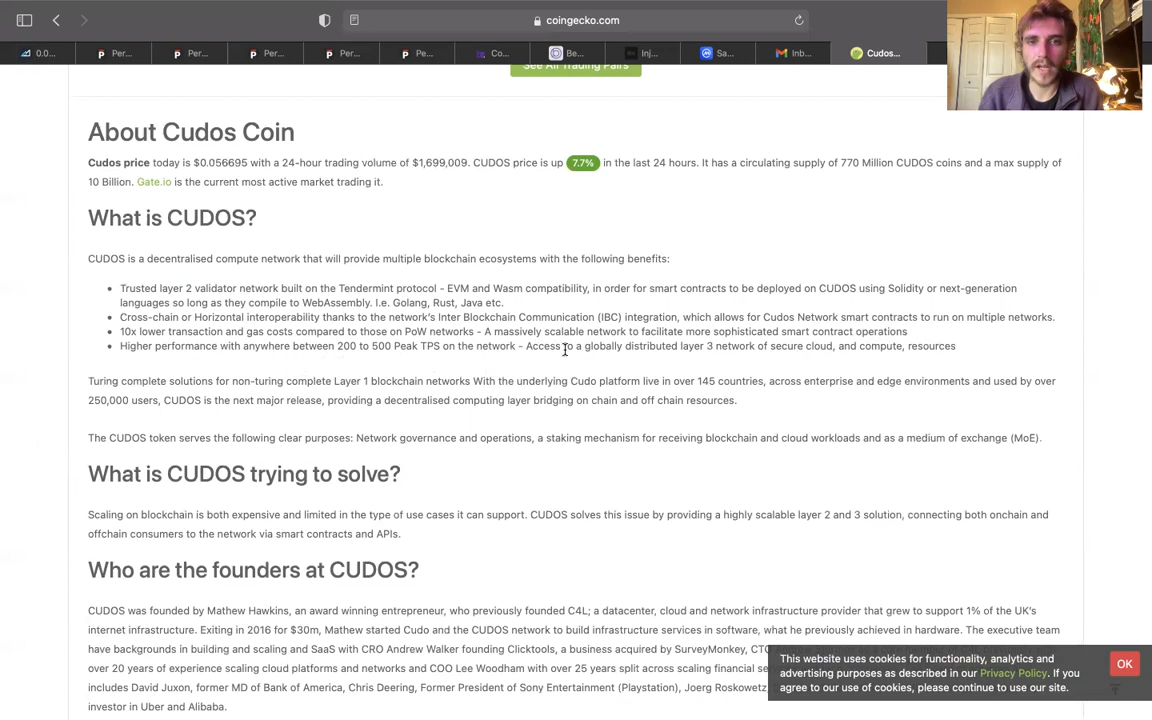 coingecko.com
0.0...
Per...
Per...
Per...
Per...
Pe...
Co...
Be...
Inj...
Sa...
Inb...
Cudos...
See All Trading Pairs
About Cudos Coin
Cudos price today is $0.056695 with a 24-hour trading volume of $1,699,009. CUDOS price is up 7.7% in the last 24 hours. It has a circulating supply of 770 Million CUDOS coins and a max supply of
10 Billion. Gate.io is the current most active market trading it.
What is CUDOS?
CUDOS is a decentralised compute network that will provide multiple blockchain ecosystems with the following benefits:
Trusted layer 2 validator network built on the Tendermint protocol - EVM and Wasm compatibility, in order for smart contracts to be deployed on CUDOS using Solidity or next-generation
languages so long as they compile to WebAssembly. I.e. Golang, Rust, Java etc.
Cross-chain or Horizontal interoperability thanks to the network's Inter Blockchain Communication (IBC) integration, which allows for Cudos Network smart contracts to run on multiple networks.
10x lower transaction and gas costs compared to those on PoW networks - A massively scalable network to facilitate more sophisticated smart contract operations
Higher performance with anywhere between 200 to 500 Peak TPS on the network - Access to a globally distributed layer 3 network of secure cloud, and compute, resources
Turing complete solutions for non-turing complete Layer 1 blockchain networks With the underlying Cudo platform live in over 145 countries, across enterprise and edge environments and used by over
250,000 users, CUDOS is the next major release, providing a decentralised computing layer bridging on chain and off chain resources.
The CUDOS token serves the following clear purposes: Network governance and operations, a staking mechanism for receiving blockchain and cloud workloads and as a medium of exchange (MoE).
What is CUDOS trying to solve?
Scaling on blockchain is both expensive and limited in the type of use cases it can support. CUDOS solves this issue by providing a highly scalable layer 2 and 3 solution, connecting both onchain and
offchain consumers to the network via smart contracts and APIs.
Who are the founders at CUDOS?
CUDOS was founded by Mathew Hawkins, an award winning entrepreneur, who previously founded C4L; a datacenter, cloud and network infrastructure provider that grew to support 1% of the UK's
internet infrastructure. Exiting in 2016 for $30m, Mathew started Cudo and the CUDOS network to build infrastructure services in software, what he previously achieved in hardware. The executive team
have backgrounds in building and scaling and SaaS with CRO Andrew Walker founding Clicktools, a business acquired by SurveyMonkey, CTO
over 20 years of experience scaling cloud platforms and networks and COO Lee Woodham with over 25 years split across scaling financial
includes David Juxon, former MD of Bank of America, Chris Deering, Former President of Sony Entertainment (Playstation), Joerg Roskowetz,
investor in Uber and Alibaba.
This website uses cookies for functionality, analytics and
advertising purposes as described in our Privacy Policy. If you
agree to our use of cookies, please continue to use our site.
OK